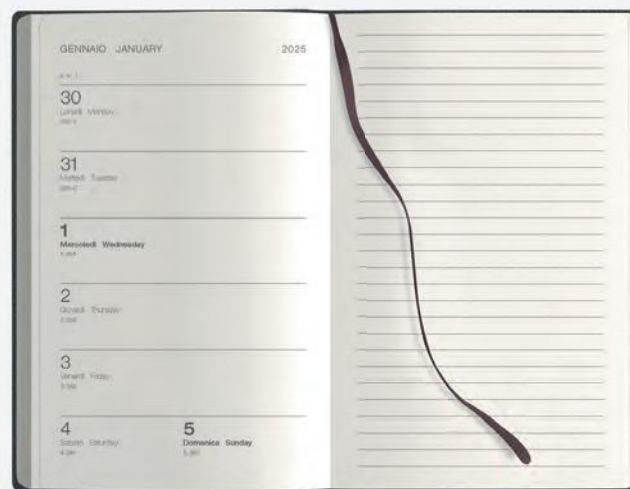 GENNAIO JANUARY 2025
30
Lunedì Monday
31
Martedì Tuesday
1
Mercoledì Wednesday
2
Giovedì Thursday
3
Venerdì Friday
4
Sabato Saturday
5
Domenica Sunday